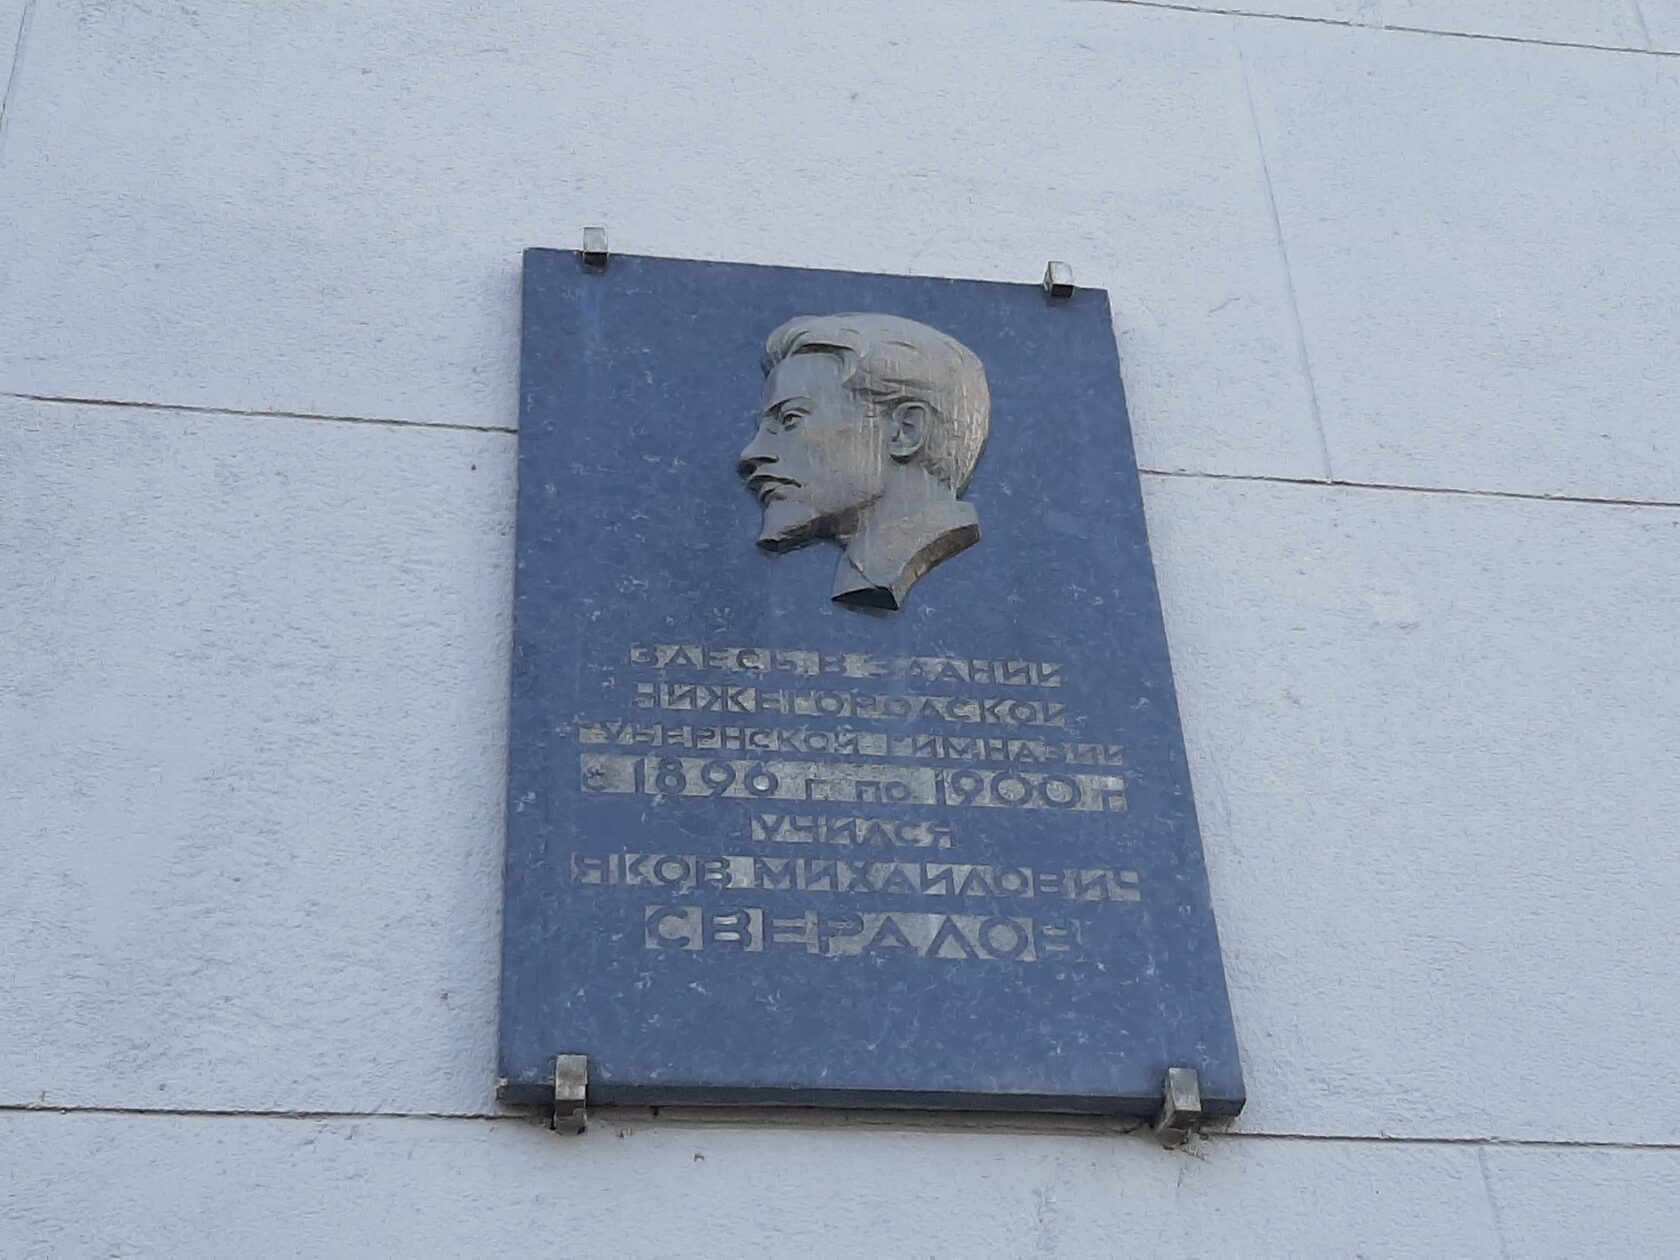 ЗДЕСЬ В ЗДАНИИ
НИЖЕГОРОДСКОЙ
ГУБЕРНСКОЙ ГИМНАЗИИ
с 1896 г. по 1900 г.
УЧИЛСЯ
ЯКОВ МИХАЙЛОВИЧ
СВЕРДЛОВ